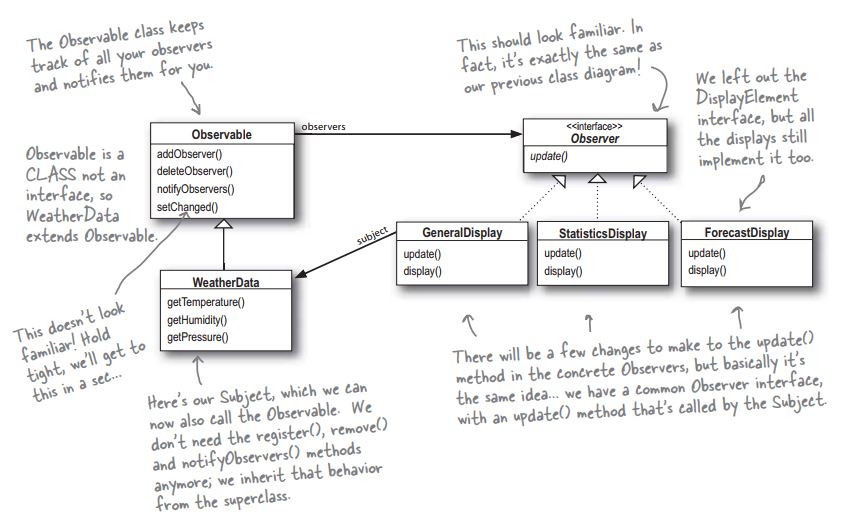 The Observable class keeps
track of all your observers
and notifies them for you.
This should look familiar. In
fact, it's exactly the same as
our previous class diagram!
We left out the
DisplayElement
interface, but all
the displays still
implement it too.
Observable
addObserver()
deleteObserver()
notifyObservers()
setChanged()
observers
<<interface>>
Observer
update()
Observable is a
CLASS not an
interface, so
WeatherData
extends Observable.
subject
GeneralDisplay
update()
display()
StatisticsDisplay
update()
display()
ForecastDisplay
update()
display()
WeatherData
getTemperature()
getHumidity()
getPressure()
This doesn't look
familiar! Hold
tight, we'll get to
this in a sec...
Here's our Subject, which we can
now also call the Observable. We
don't need the register(), remove()
and notifyObservers() methods
anymore; we inherit that behavior
from the superclass.
There will be a few changes to make to the update()
method in the concrete Observers, but basically it's
the same idea... we have a common Observer interface,
with an update() method that's called by the Subject.